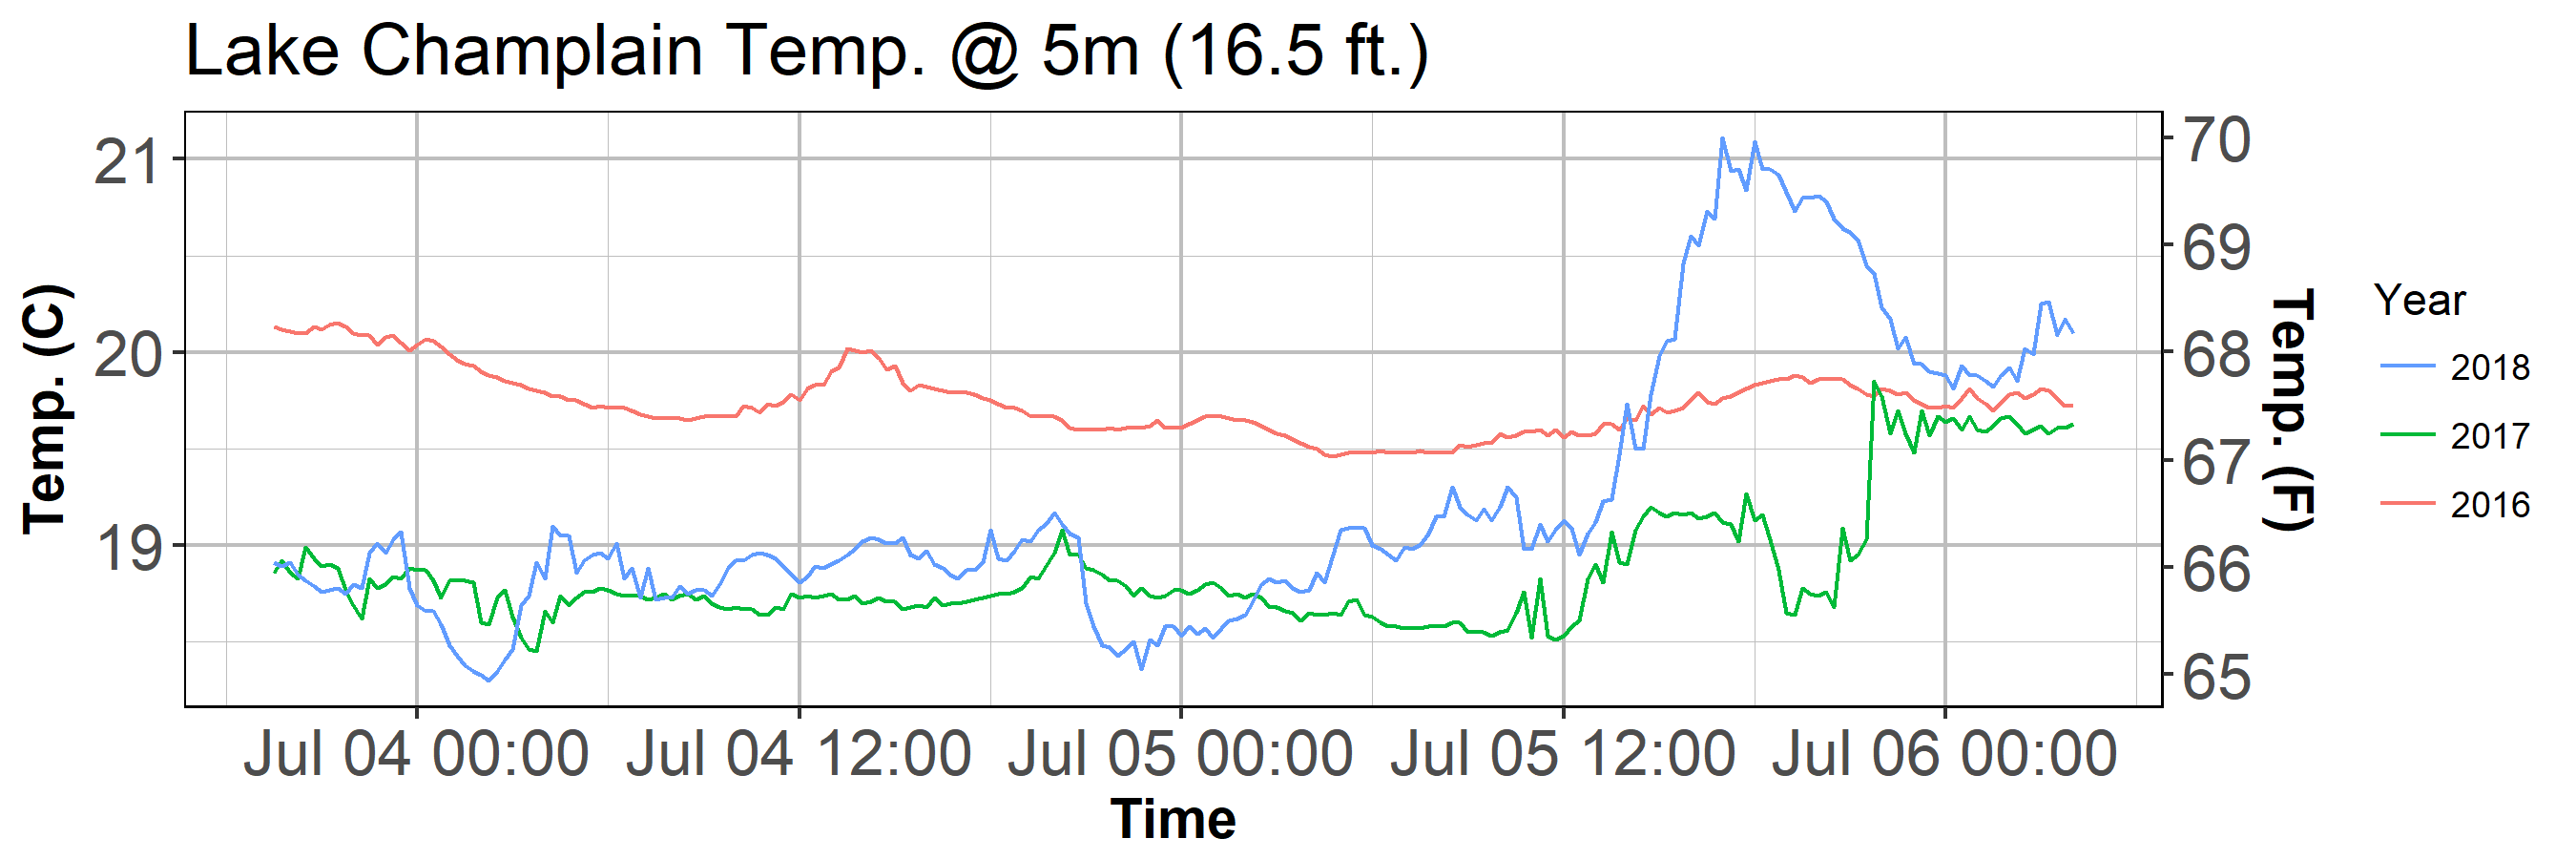 Lake Champlain Temp. @ 5m (16.5 ft.)
21
20
19
Temp. (C)
70
69
68
67
66
65
Temp. (F)
Jul 04 00:00 Jul 04 12:00 Jul 05 00:00 Jul 05 12:00 Jul 06 00:00
Time
Year
2018
2017
2016